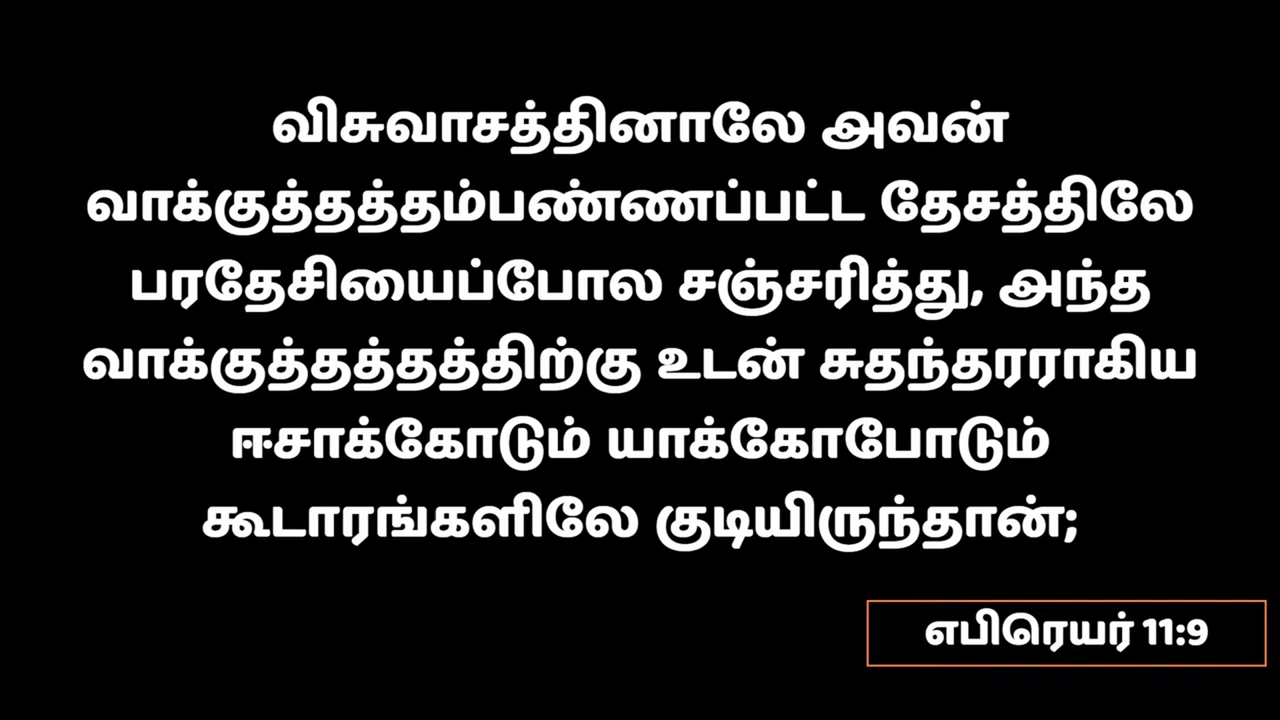 விசுவாசத்தினாலே அவன்
வாக்குத்தத்தம்பண்ணப்பட்ட தேசத்திலே
பரதேசியைப்போல சஞ்சரித்து, அந்த
வாக்குத்தத்தத்திற்கு உடன் சுதந்தரராகிய
ஈசாக்கோடும் யாக்கோபோடும்
கூடாரங்களிலே குடியிருந்தான்;
எபிரெயர் 11:9